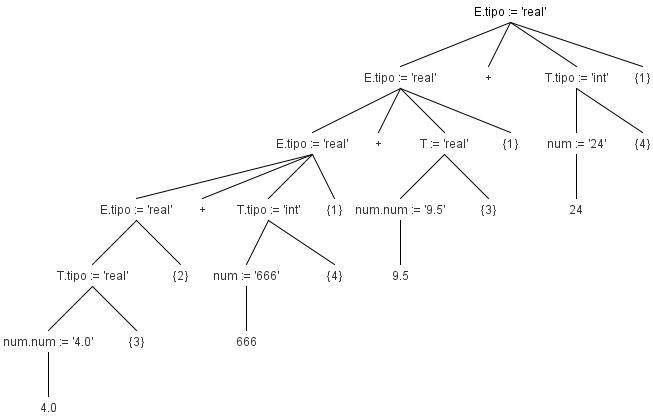 E.tipo := 'real'
E.tipo := 'real' + T.tipo := 'int' {1}
E.tipo := 'real' + T := 'real' {1} num := '24' {4}
E.tipo := 'real' + T.tipo := 'int' {1} num.num := '9.5' {3} 24
T.tipo := 'real' {2} num := '666' {4} 9.5
num.num := '4.0' {3} 666
4.0